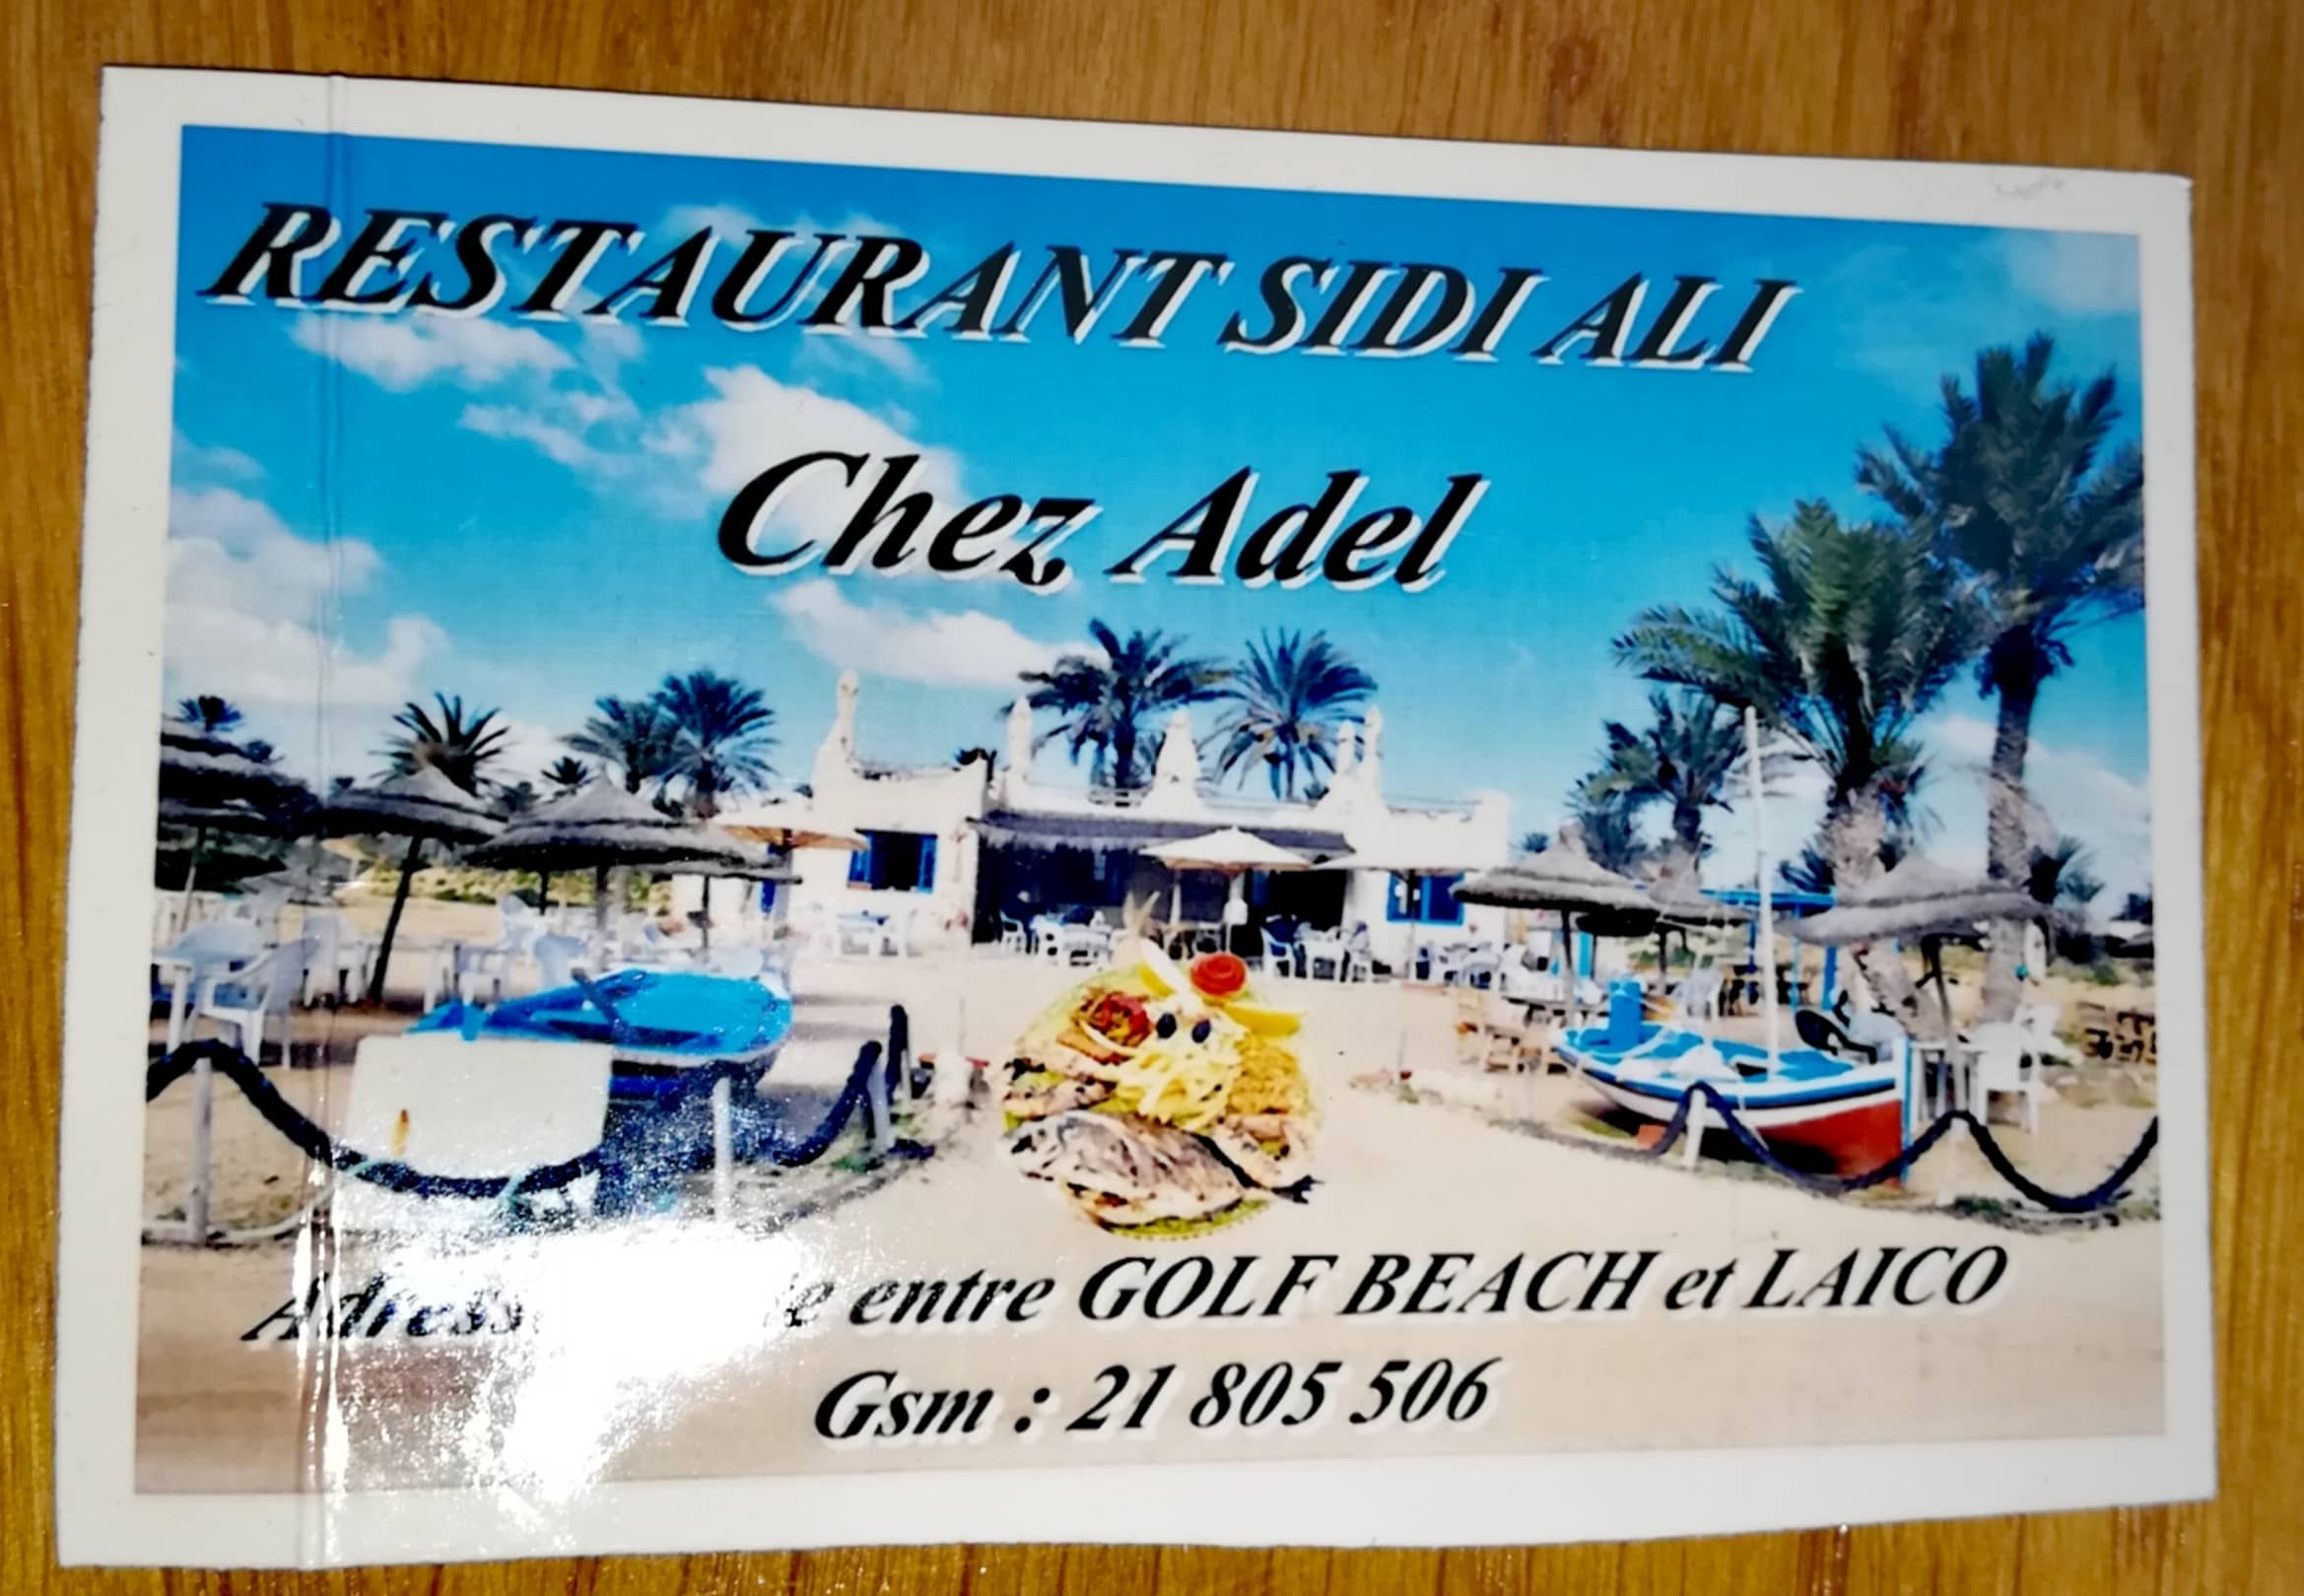 RESTAURANT SIDI ALI
Chez Adel
entre GOLF BEACH et LAICO
Gsm : 21 805 506